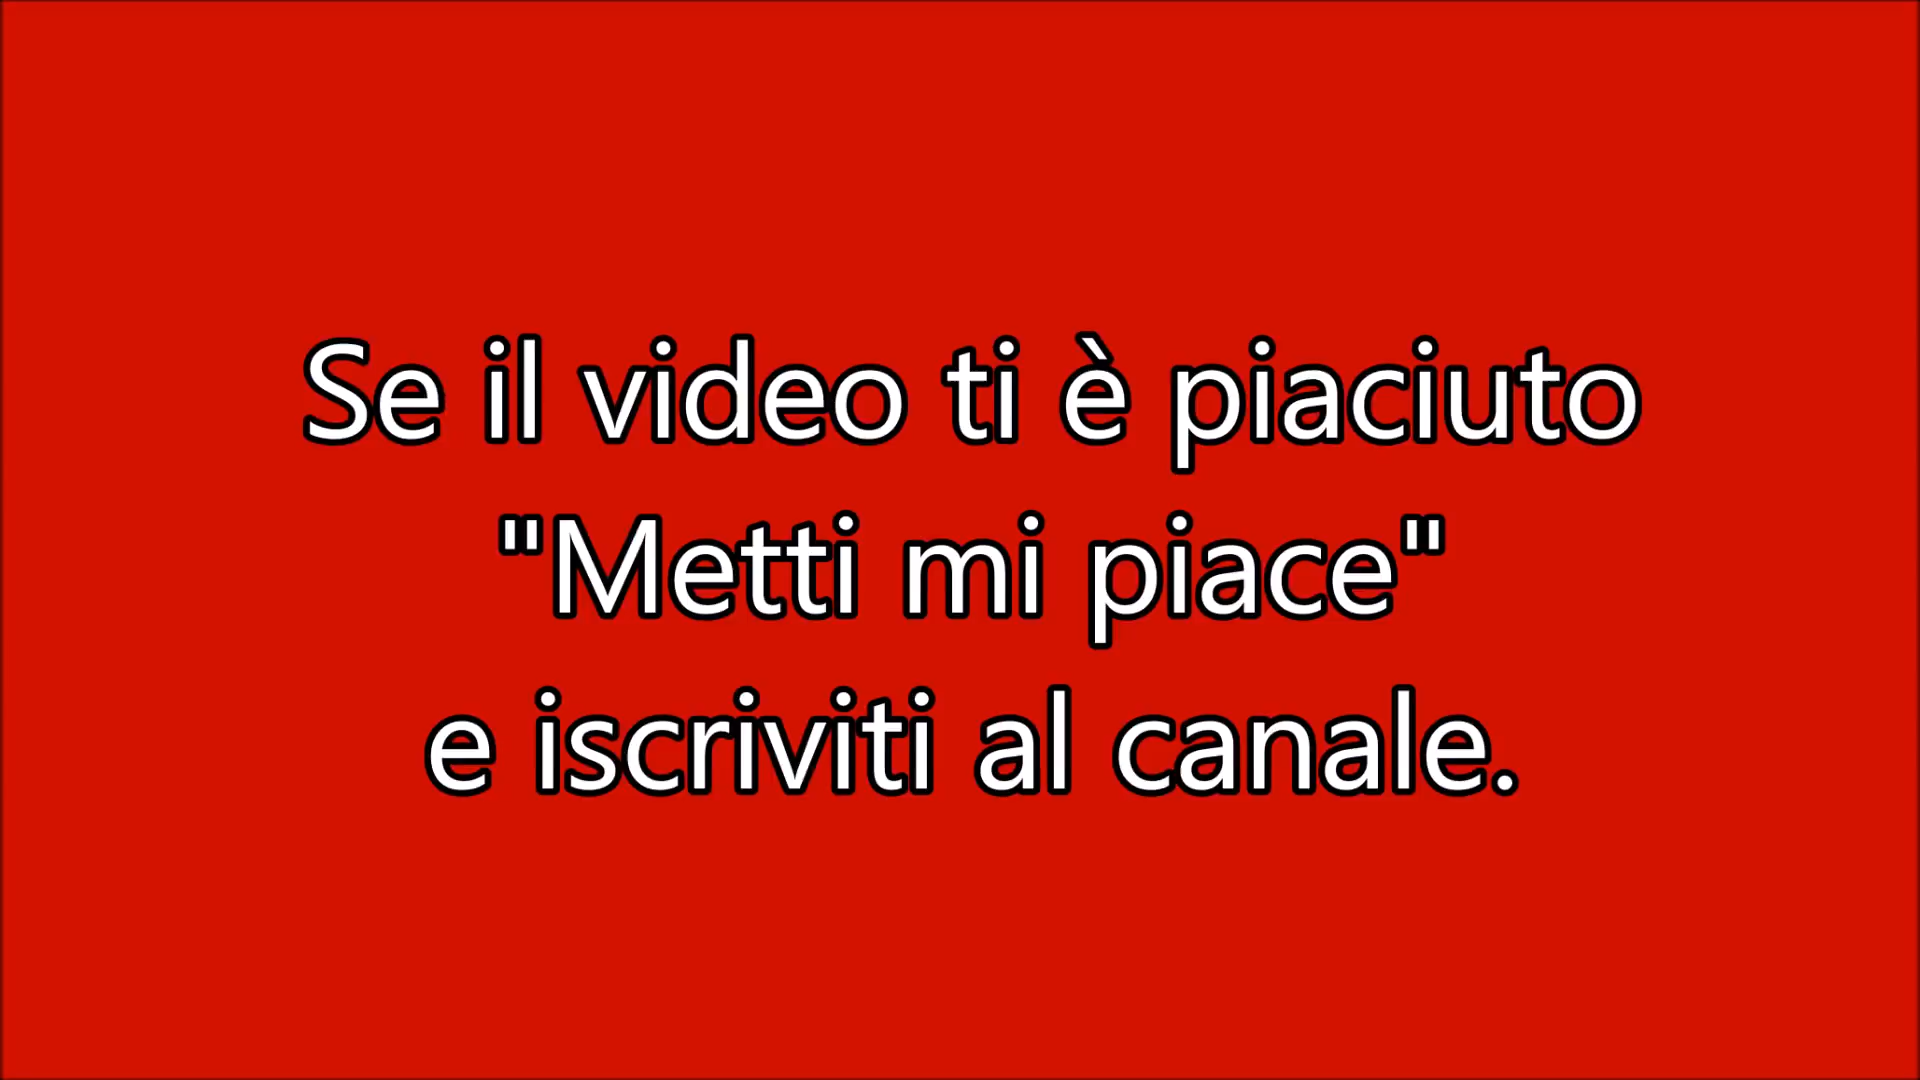 Se il video ti è piaciuto
"Metti mi piace"
e iscriviti al canale.